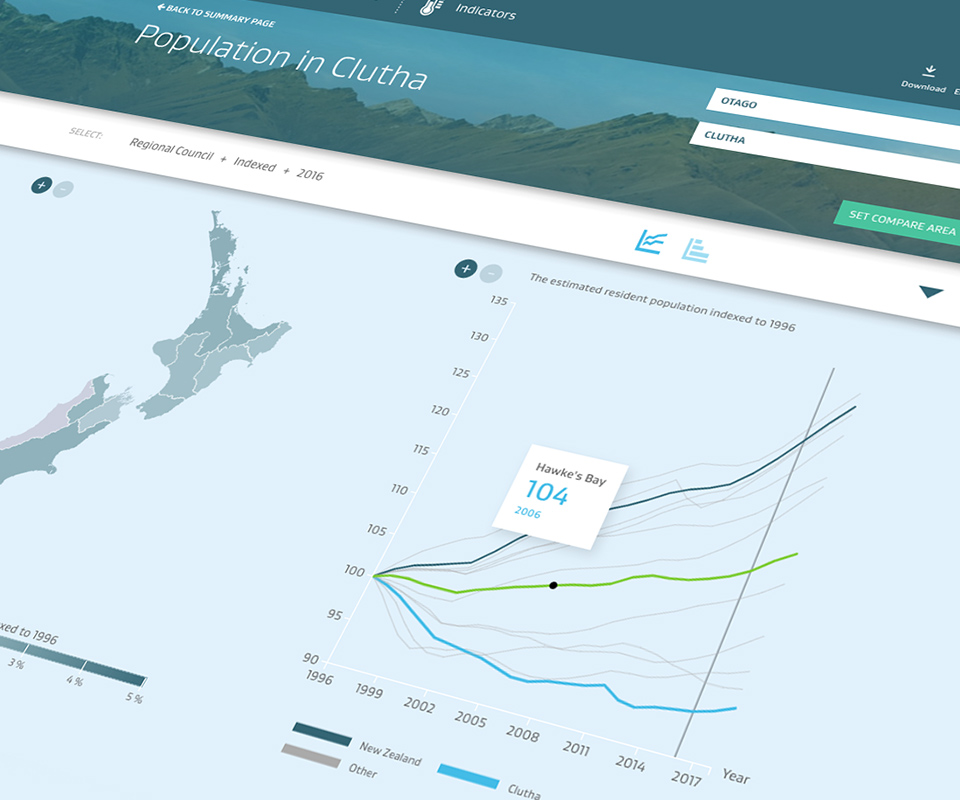 Indicators
BACK TO SUMMARY PAGE
Population in Clutha
Download
OTAGO
CLUTHA
SELECT:
Regional Council + Indexed + 2016
SET COMPARE AREA
The estimated resident population indexed to 1996
135
130
125
120
115
110
105
100
95
90
Hawke's Bay
104
2006
1996
1999
2002
2005
2008
2011
2014
2017
Year
to 1996
3 %
4 %
5 %
New Zealand
Other
Clutha